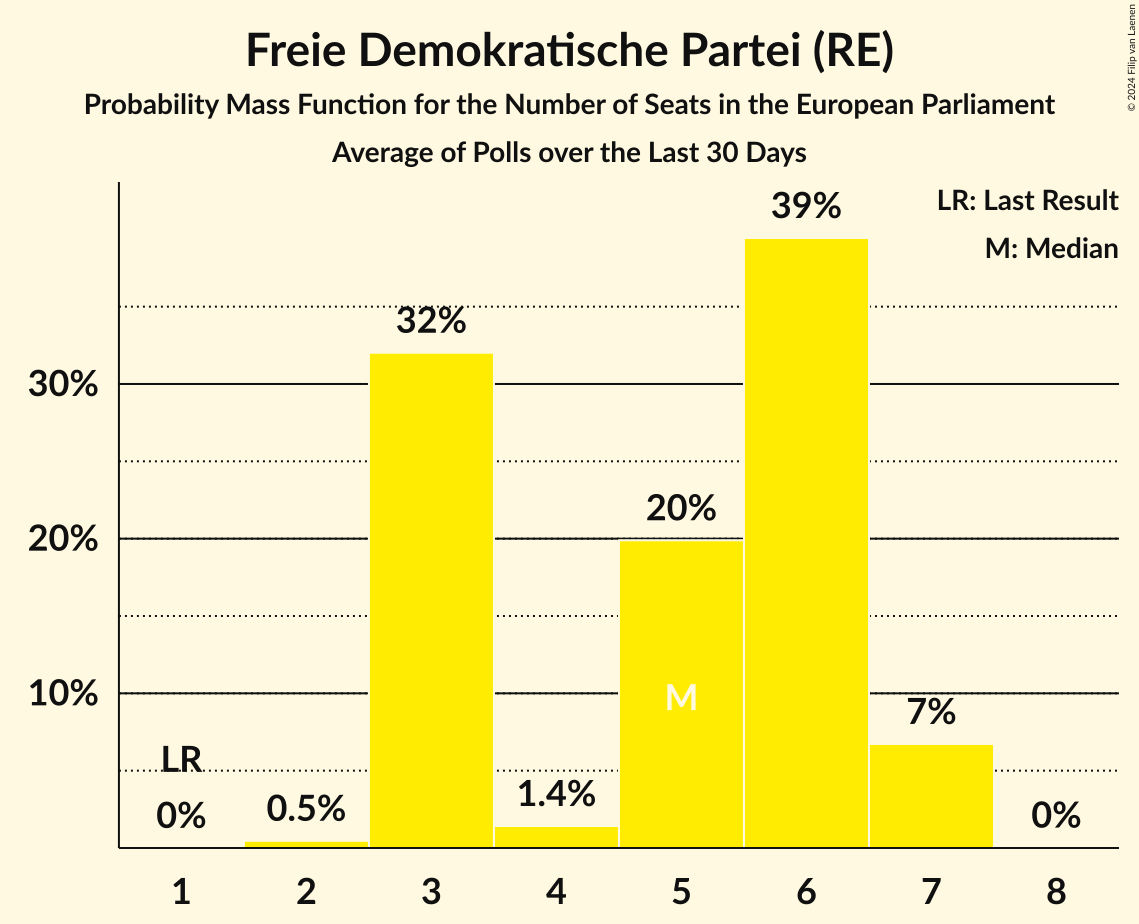 Freie Demokratische Partei (RE)
Probability Mass Function for the Number of Seats in the European Parliament
Average of Polls over the Last 30 Days
© 2024 Filip van Laenen
LR: Last Result
M: Median
39%
32%
30%
20%
20%
M
10%
7%
LR
1.4%
0.5%
0%
0%
1 2 3 4 5 6 7 8